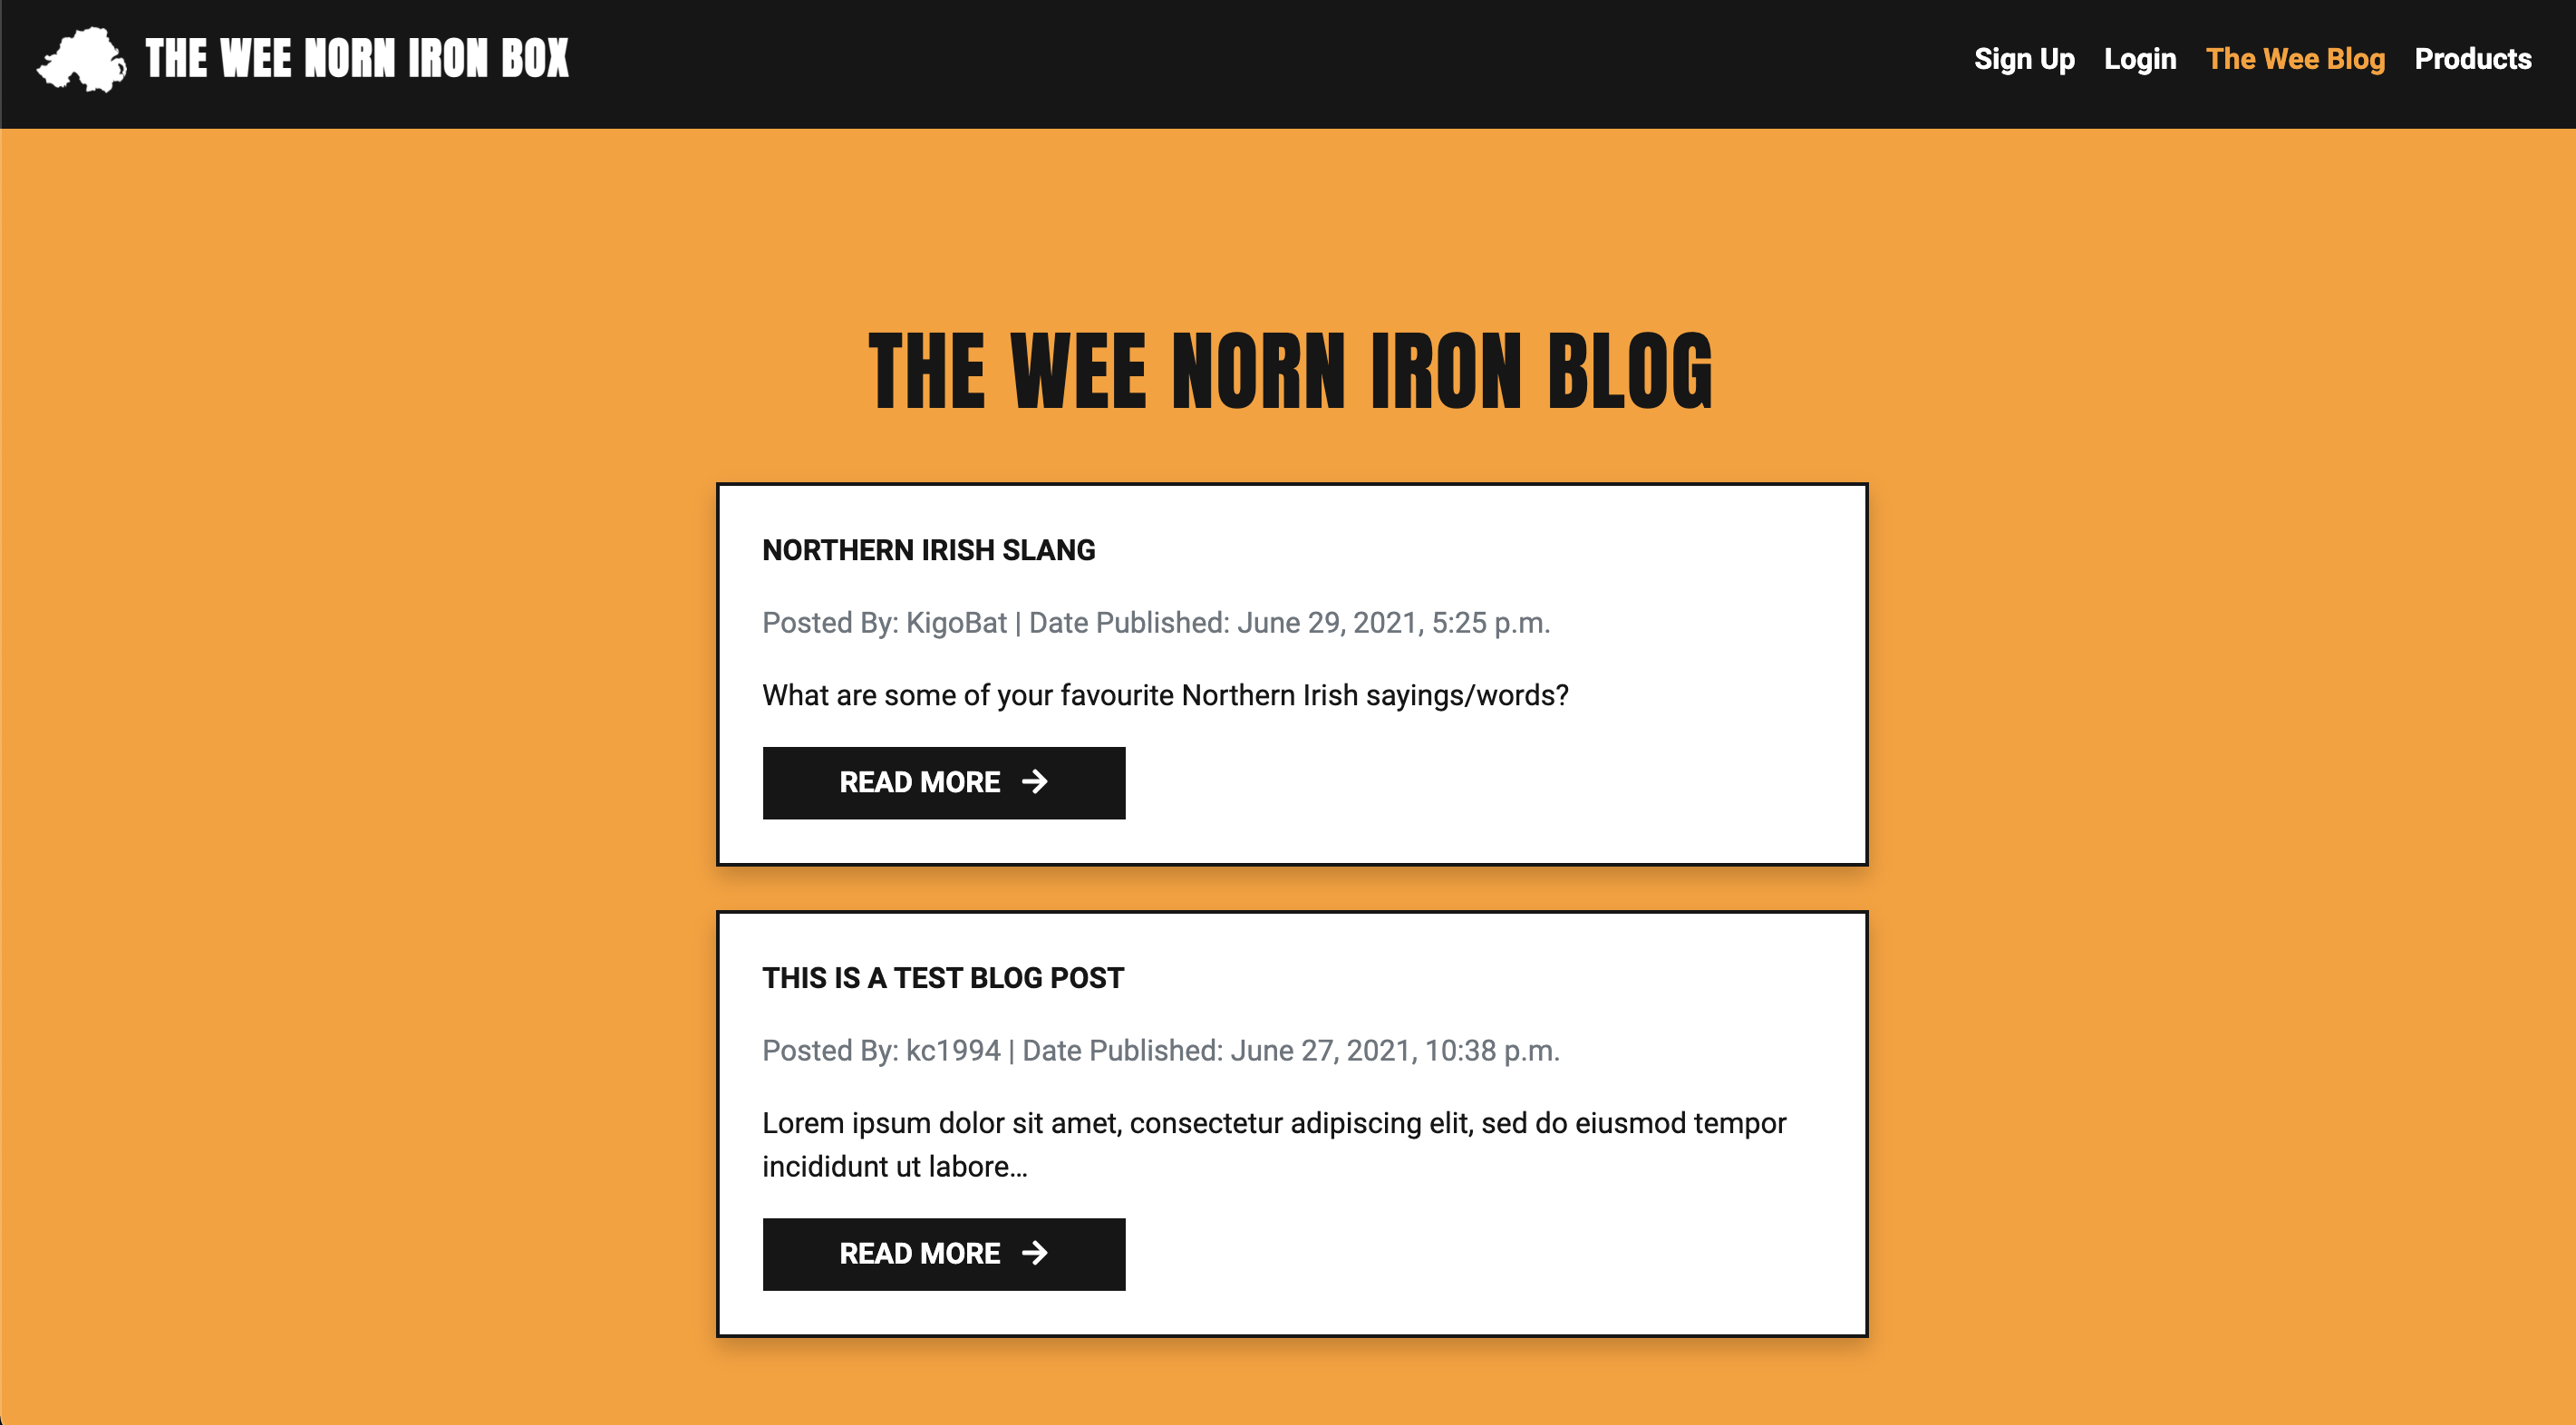 THE WEE NORN IRON BOX
Sign Up Login The Wee Blog Products
THE WEE NORN IRON BLOG
NORTHERN IRISH SLANG
Posted By: KigoBat | Date Published: June 29, 2021, 5:25 p.m.
What are some of your favourite Northern Irish sayings/words?
READ MORE →
THIS IS A TEST BLOG POST
Posted By: kc1994 | Date Published: June 27, 2021, 10:38 p.m.
Lorem ipsum dolor sit amet, consectetur adipiscing elit, sed do eiusmod tempor
incididunt ut labore…
READ MORE →